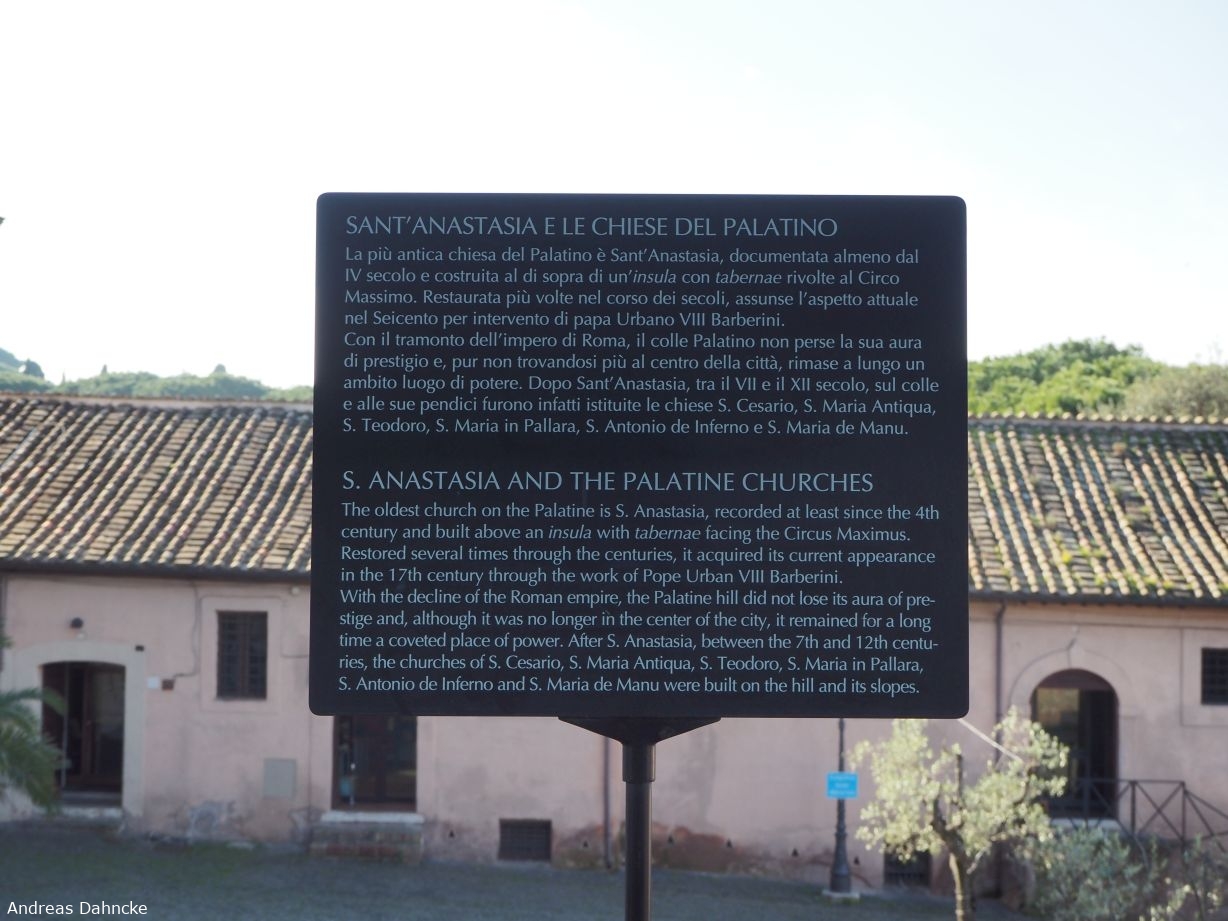 SANT'ANASTASIA E LE CHIESE DEL PALATINO
La più antica chiesa del Palatino è Sant'Anastasia, documentata almeno dal
IV secolo e costruita al di sopra di un'insula con tabernae rivolte al Circo
Massimo. Restaurata più volte nel corso dei secoli, assunse l'aspetto attuale
nel Seicento per intervento di papa Urbano VIII Barberini.
Con il tramonto dell'impero di Roma, il colle Palatino non perse la sua aura
di prestigio e, pur non trovandosi più al centro della città, rimase a lungo un
ambito luogo di potere. Dopo Sant'Anastasia, tra il VII e il XII secolo, sul colle
e alle sue pendici furono infatti istituite le chiese S. Cesario, S. Maria Antiqua,
S. Teodoro, S. Maria in Pallara, S. Antonio de Inferno e S. Maria de Manu.
S. ANASTASIA AND THE PALATINE CHURCHES
The oldest church on the Palatine is S. Anastasia, recorded at least since the 4th
century and built above an insula with tabernae facing the Circus Maximus.
Restored several times through the centuries, it acquired its current appearance
in the 17th century through the work of Pope Urban VIII Barberini.
With the decline of the Roman empire, the Palatine hill did not lose its aura of pre-
stige and, although it was no longer in the center of the city, it remained for a long
time a coveted place of power. After S. Anastasia, between the 7th and 12th centu-
ries, the churches of S. Cesario, S. Maria Antiqua, S. Teodoro, S. Maria in Pallara,
S. Antonio de Inferno and S. Maria de Manu were built on the hill and its slopes.
Andreas Dahncke